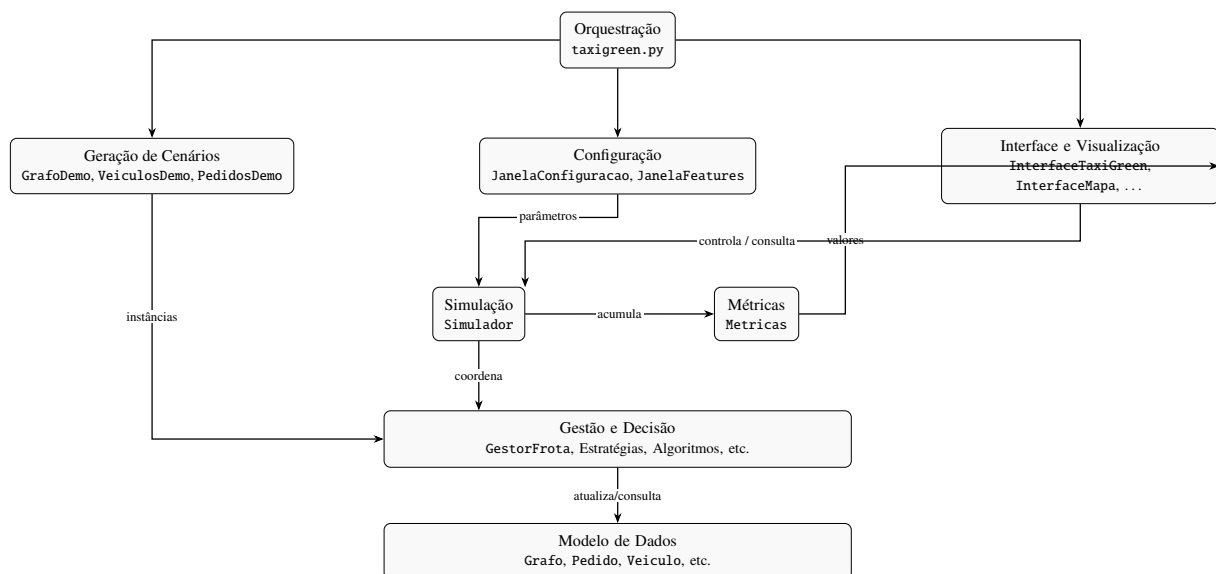 Orquestração
taxigreen.py
Geração de Cenários
GrafoDemo, VeiculosDemo, PedidosDemo
Configuração
JanelaConfiguracao, JanelaFeatures
Interface e Visualização
InterfaceTaxiGreen,
InterfaceMapa, ...
parâmetros
controla / consulta
valores
instâncias
Simulação
Simulador
acumula
Métricas
Metricas
coordena
Gestão e Decisão
GestorFrota, Estratégias, Algoritmos, etc.
atualiza/consulta
Modelo de Dados
Grafo, Pedido, Veiculo, etc.